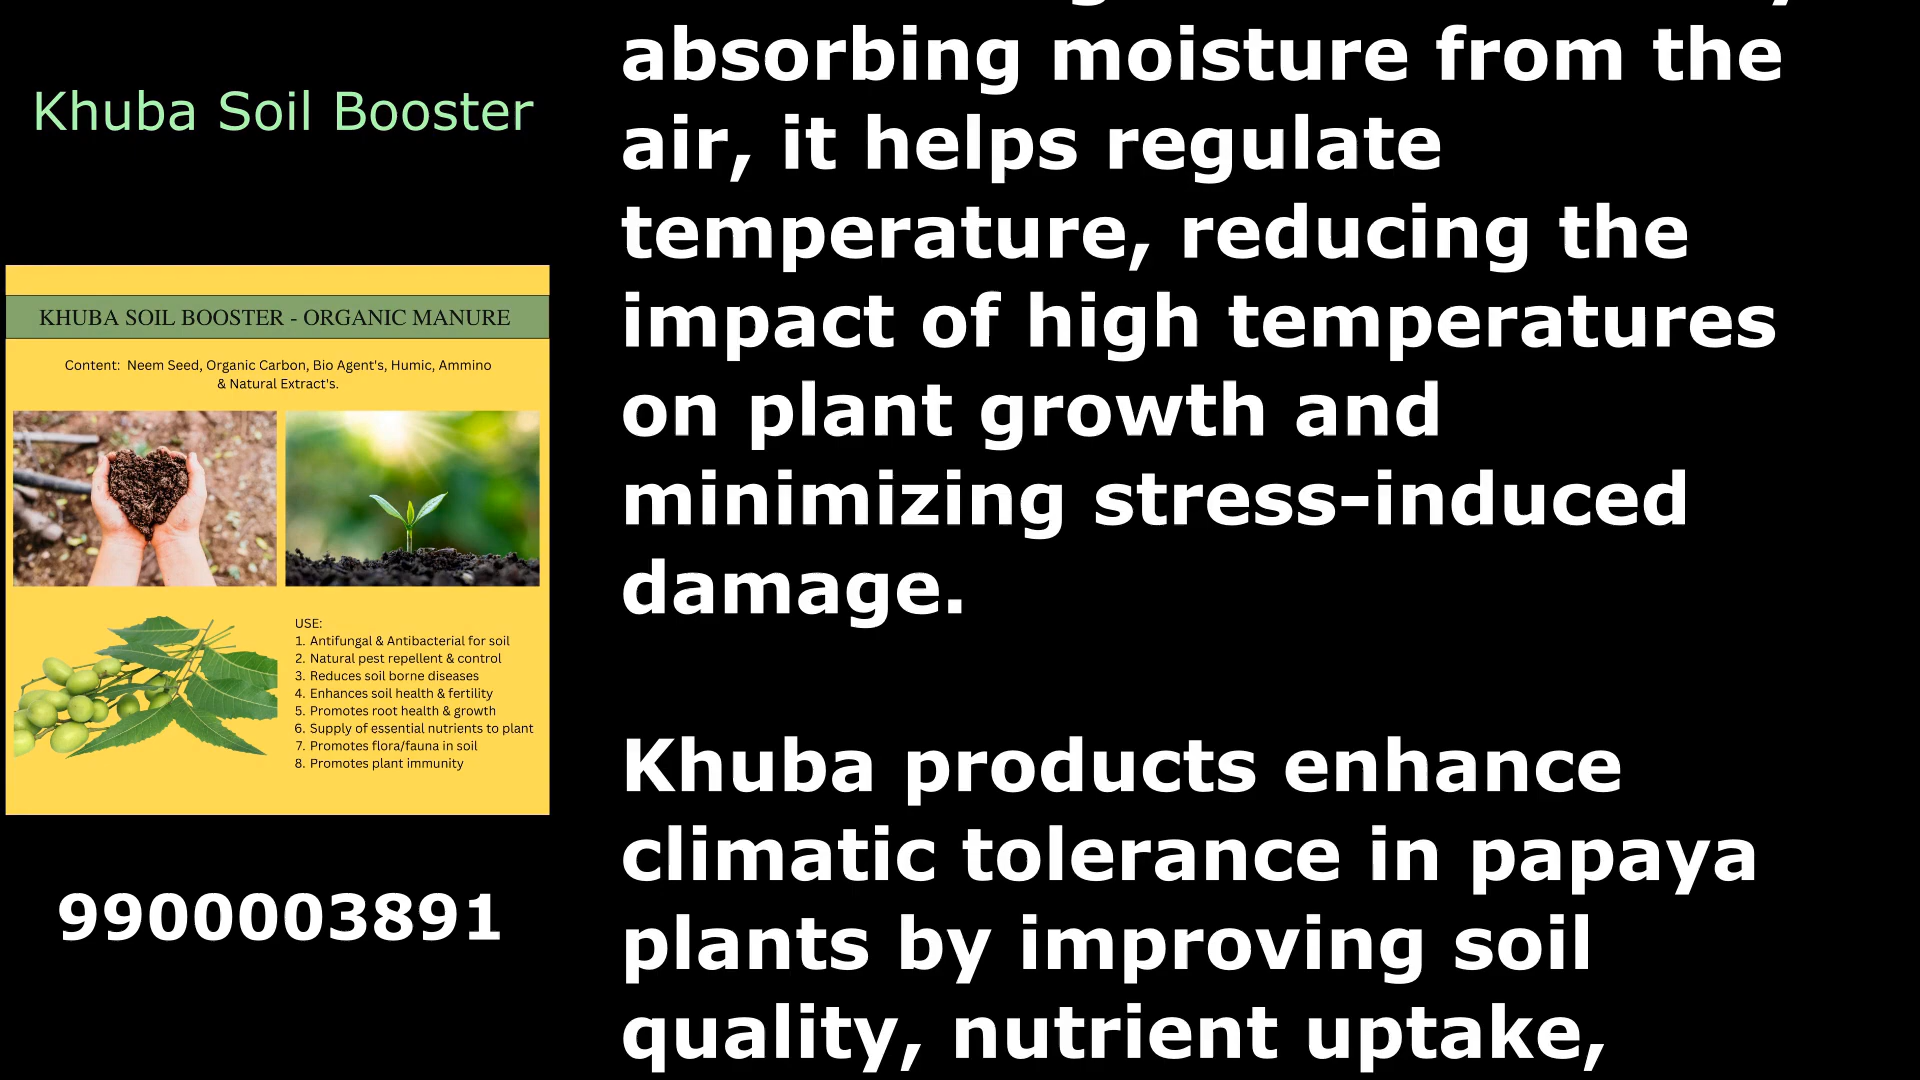 Khuba Soil Booster
KHUBA SOIL BOOSTER - ORGANIC MANURE
Content: Neem Seed, Organic Carbon, Bio Agent's, Humic, Ammino
& Natural Extract's.
USE:
1. Antifungal & Antibacterial for soil
2. Natural pest repellent & control
3. Reduces soil borne diseases
4. Enhances soil health & fertility
5. Promotes root health & growth
6. Supply of essential nutrients to plant
7. Promotes flora/fauna in soil
8. Promotes plant immunity
9900003891
absorbing moisture from the
air, it helps regulate
temperature, reducing the
impact of high temperatures
on plant growth and
minimizing stress-induced
damage.
Khuba products enhance
climatic tolerance in papaya
plants by improving soil
quality, nutrient uptake,